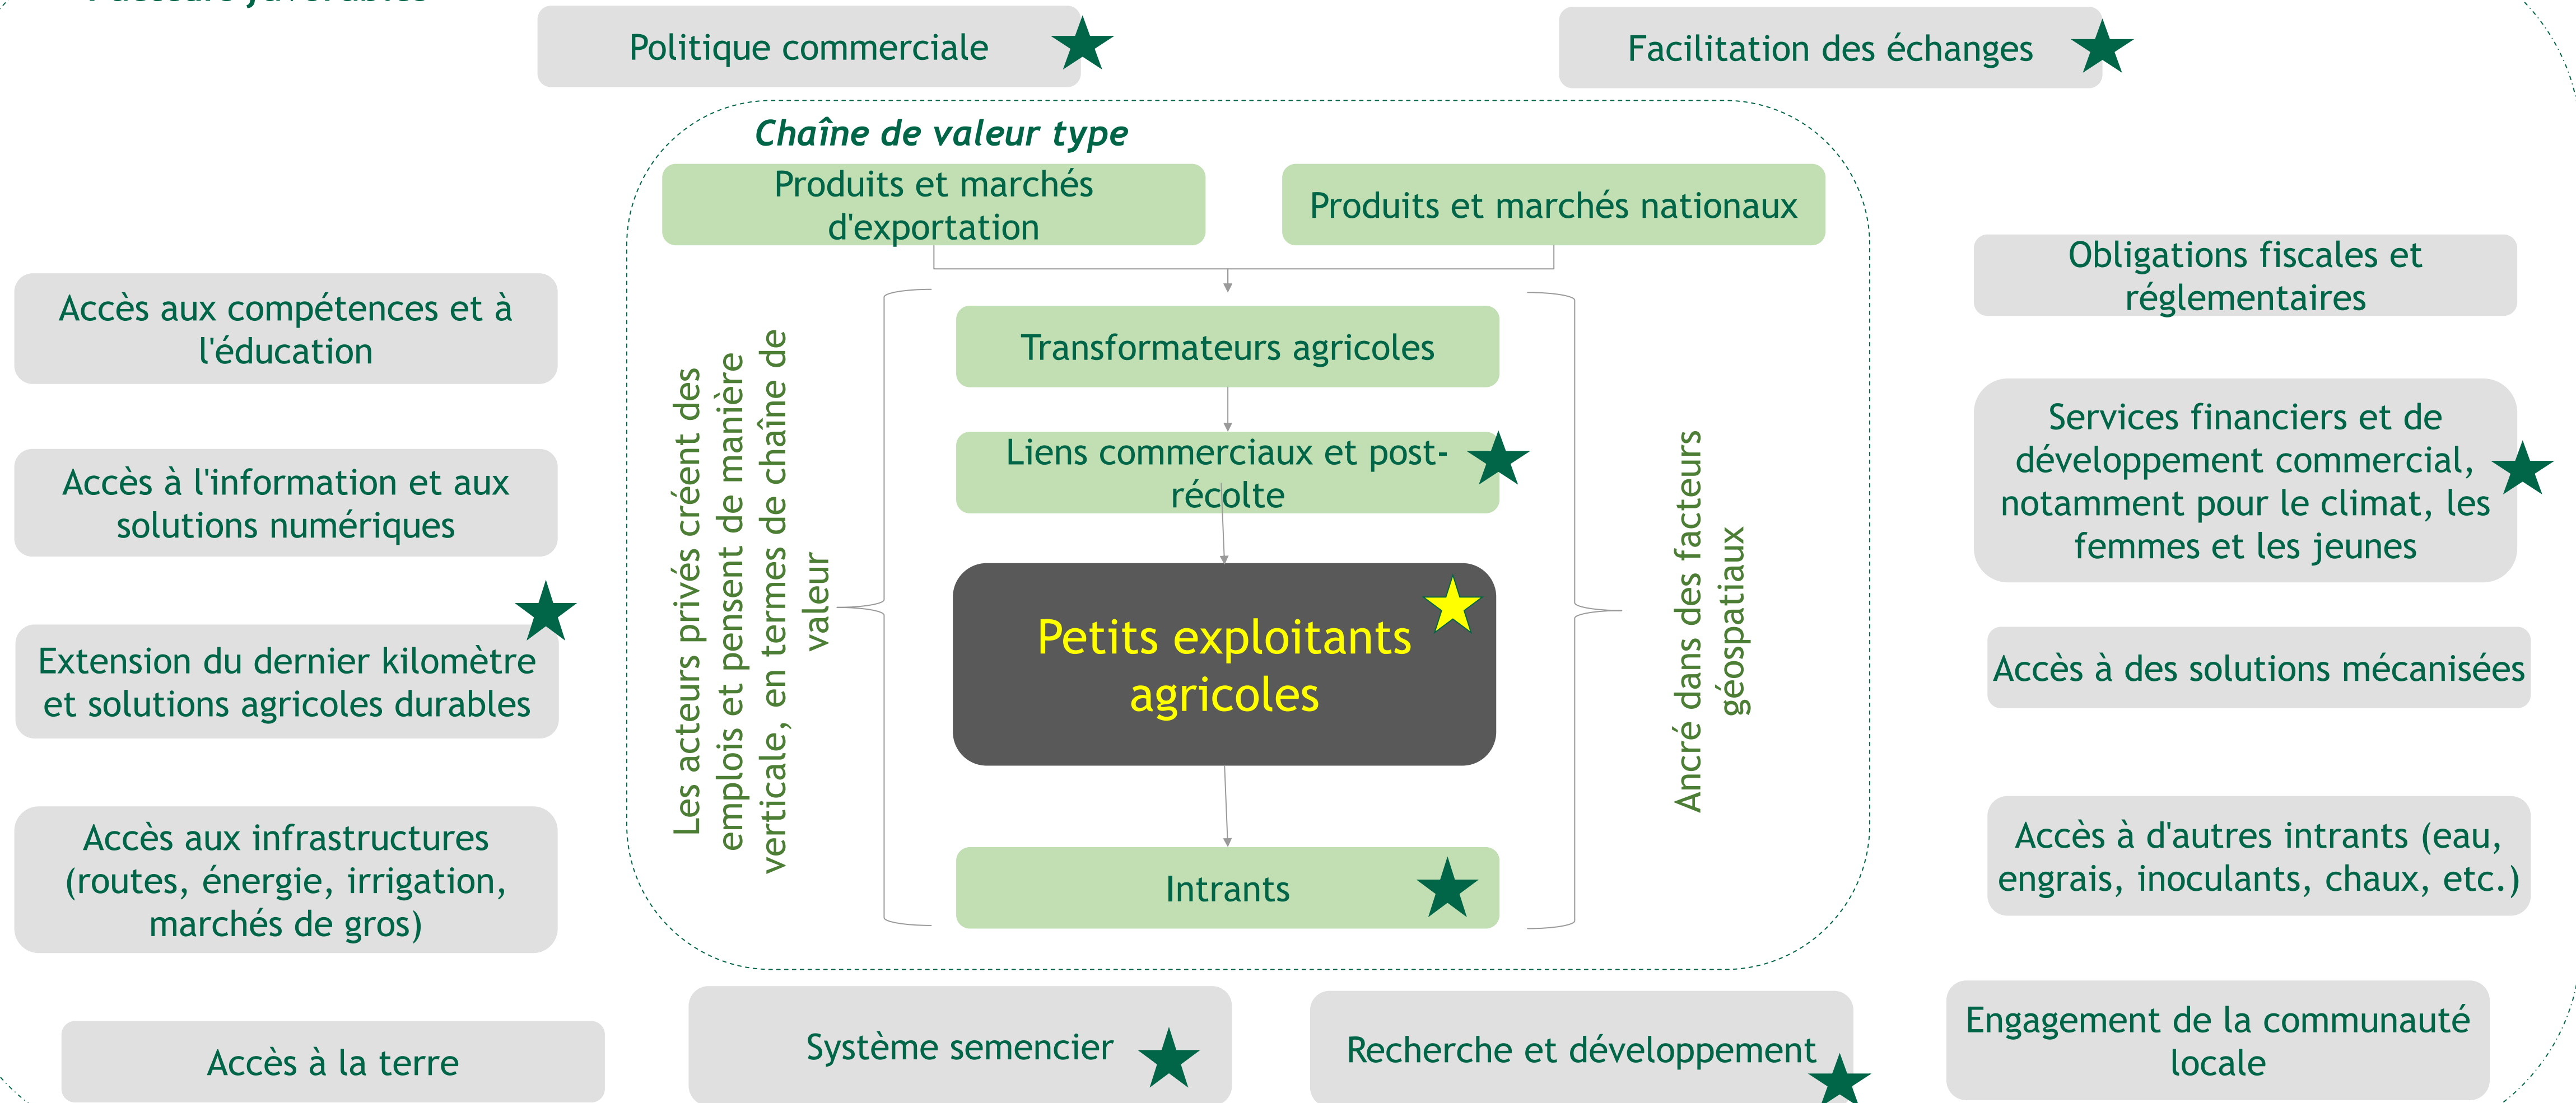 Politique commerciale
Facilitation des échanges
Chaîne de valeur type
Produits et marchés
d'exportation
Produits et marchés nationaux
Obligations fiscales et
réglementaires
Accès aux compétences et à
l'éducation
Transformateurs agricoles
Services financiers et de
développement commercial,
notamment pour le climat, les
femmes et les jeunes
Liens commerciaux et post-
récolte
Accès à l'information et aux
solutions numériques
Les acteurs privés créent des
emplois et pensent de manière
verticale, en termes de chaîne de
valeur
Ancré dans des facteurs
géospatiaux
Petits exploitants
agricoles
Extension du dernier kilomètre
et solutions agricoles durables
Accès à des solutions mécanisées
Accès aux infrastructures
(routes, énergie, irrigation,
marchés de gros)
Intrants
Accès à d'autres intrants (eau,
engrais, inoculants, chaux, etc.)
Accès à la terre
Système semencier
Recherche et développement
Engagement de la communauté
locale